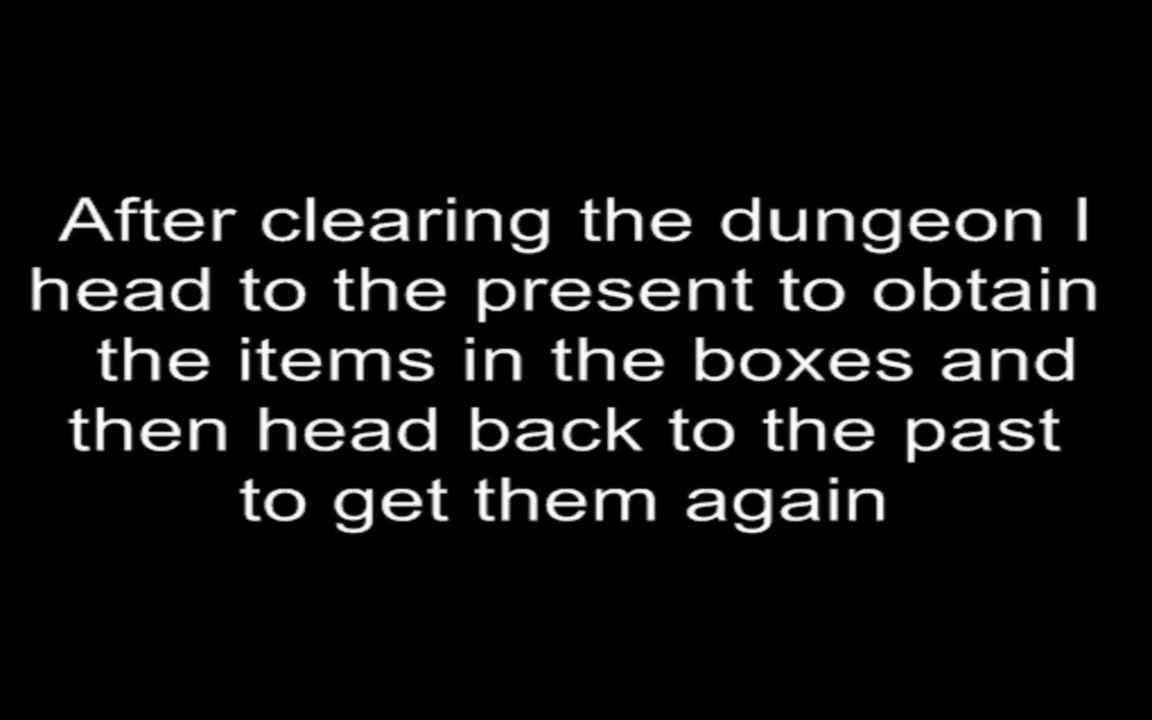 After clearing the dungeon I
head to the present to obtain
the items in the boxes and
then head back to the past
to get them again